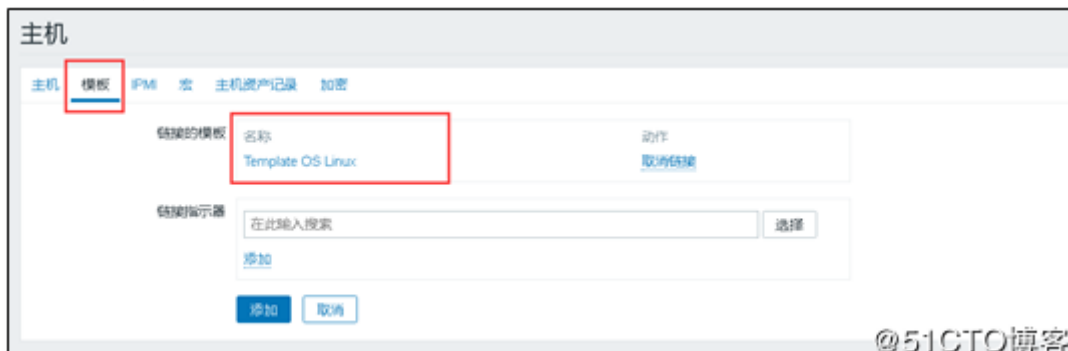 主机
主机 模板 IPMI 宏 主机资产记录 加密
链接的模板 名称 动作
Template OS Linux 取消链接
链接指示器
在此输入搜索 选择
添加
添加 取消
@51CTO博客